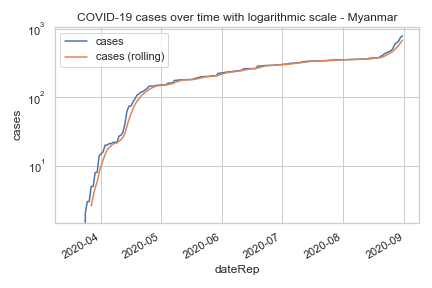 COVID-19 cases over time with logarithmic scale - Myanmar
cases
cases (rolling)
10³
10²
10¹
cases
2020-04
2020-05
2020-06
2020-07
2020-08
2020-09
dateRep